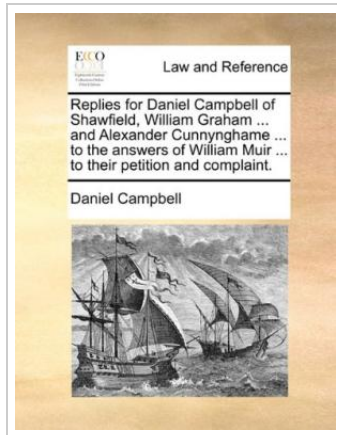 ECCO
Law and Reference
Replies for Daniel Campbell of
Shawfield, William Graham ...
and Alexander Cunnynghame ...
to the answers of William Muir ...
to their petition and complaint.
Daniel Campbell